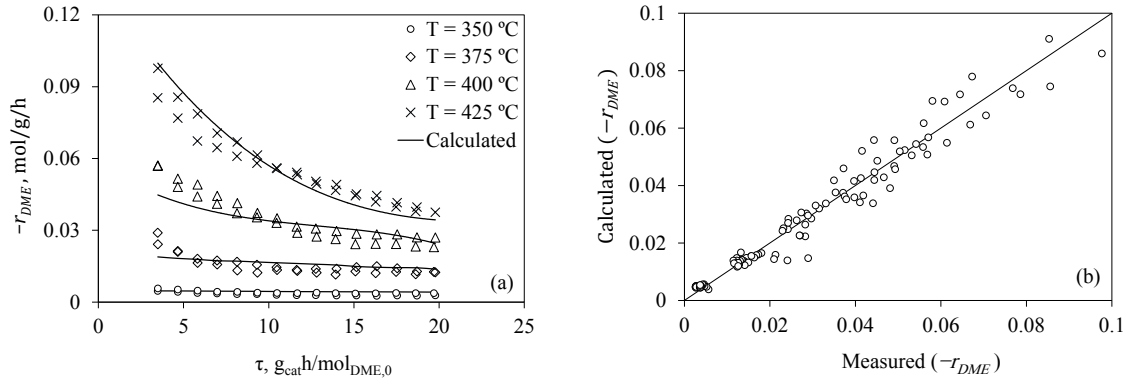 0.12
0.09
0.06
0.03
0
-r_DME, mol/g/h
T = 350 ºC
T = 375 ºC
T = 400 ºC
T = 425 ºC
Calculated
(a)
0 5 10 15 20 25
τ, g_cat h/mol_DME,0
0.1
0.08
0.06
0.04
0.02
0
Calculated (−r_DME)
(b)
0 0.02 0.04 0.06 0.08 0.1
Measured (−r_DME)